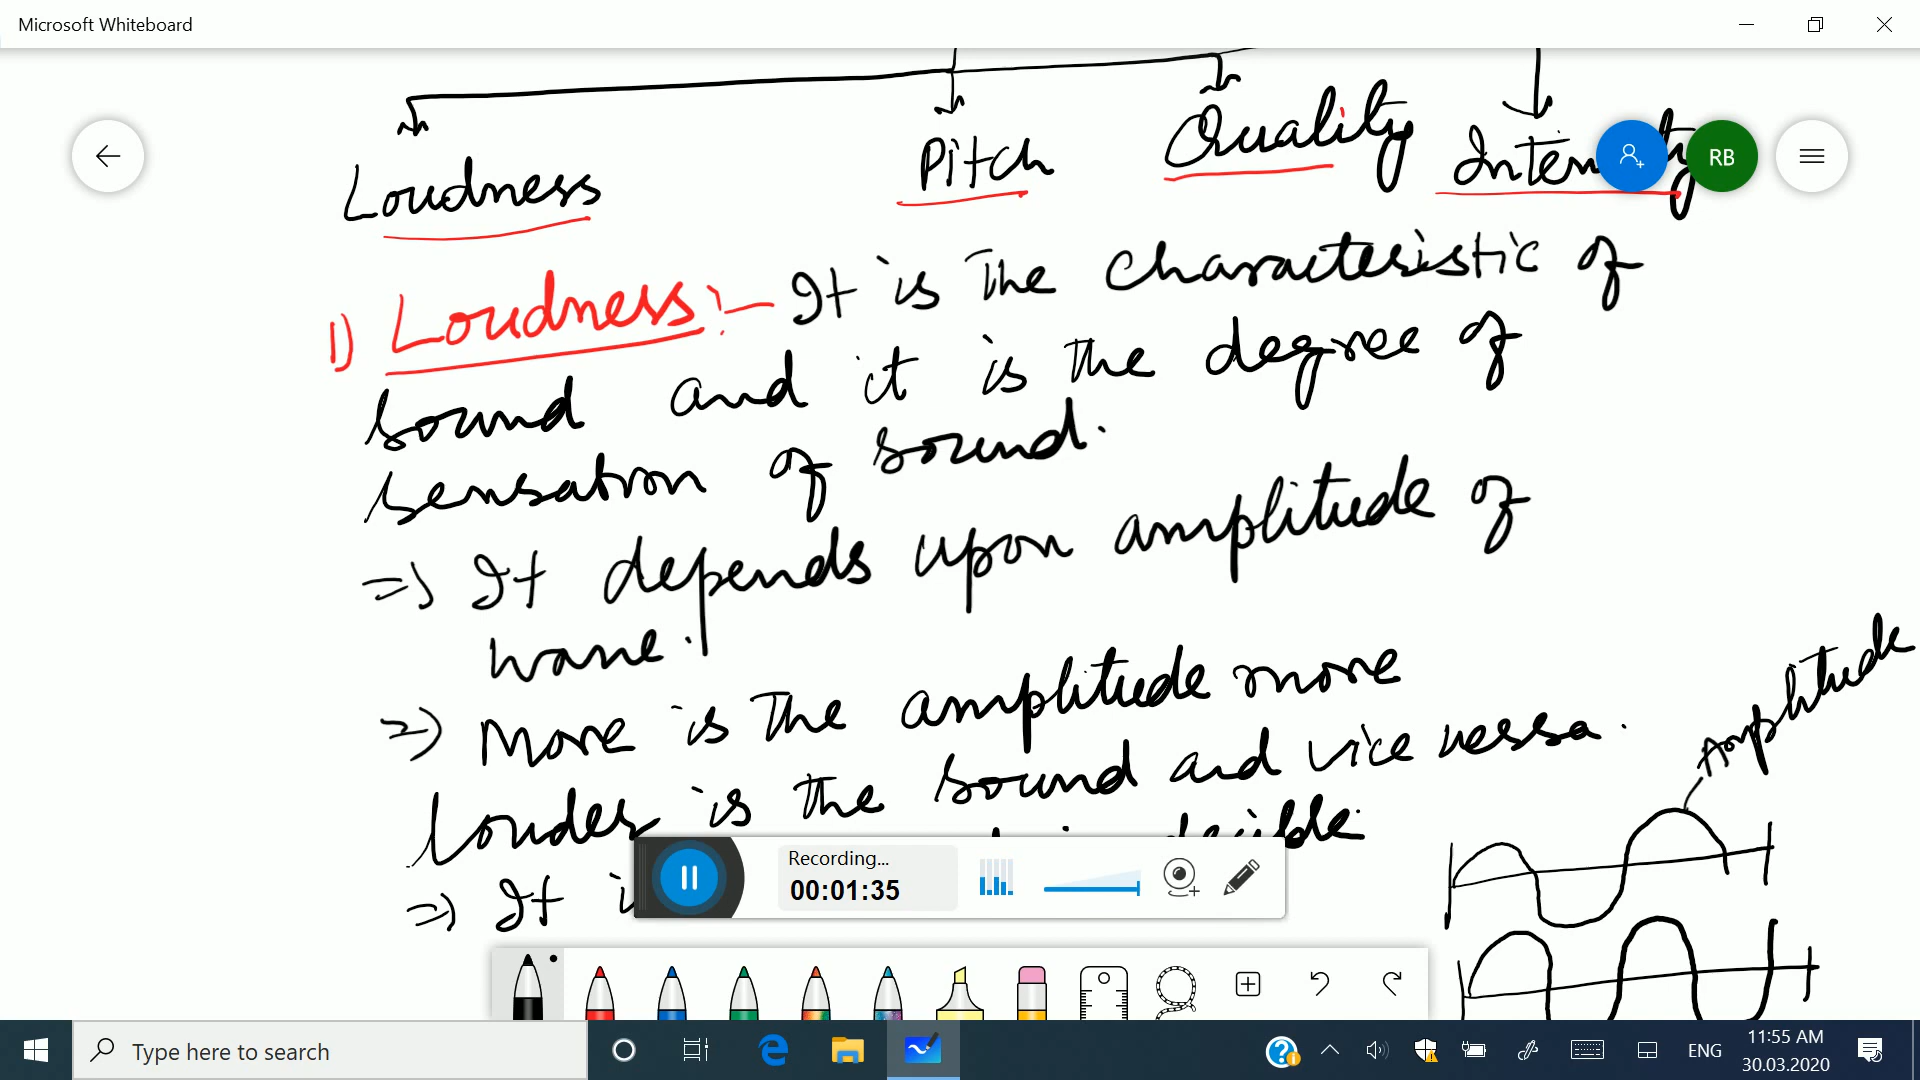 Microsoft Whiteboard
Loudness
Pitch
Quality
RB
1) Loudness:- It is the characteristic of
sound and it is the degree of
sensation of sound.
=> It depends upon amplitude of
wave.
=> More is the amplitude more
louder is the sound and vice versa.
Amplitude
=> It
Recording...
00:01:35
Type here to search
ENG
11:55 AM
30.03.2020